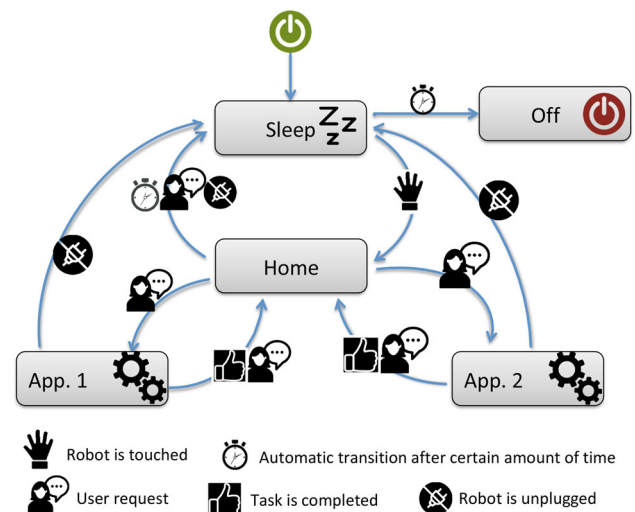 Sleep
ZZZ
Off
Home
App. 1
App. 2
Robot is touched
Automatic transition after certain amount of time
User request
Task is completed
Robot is unplugged